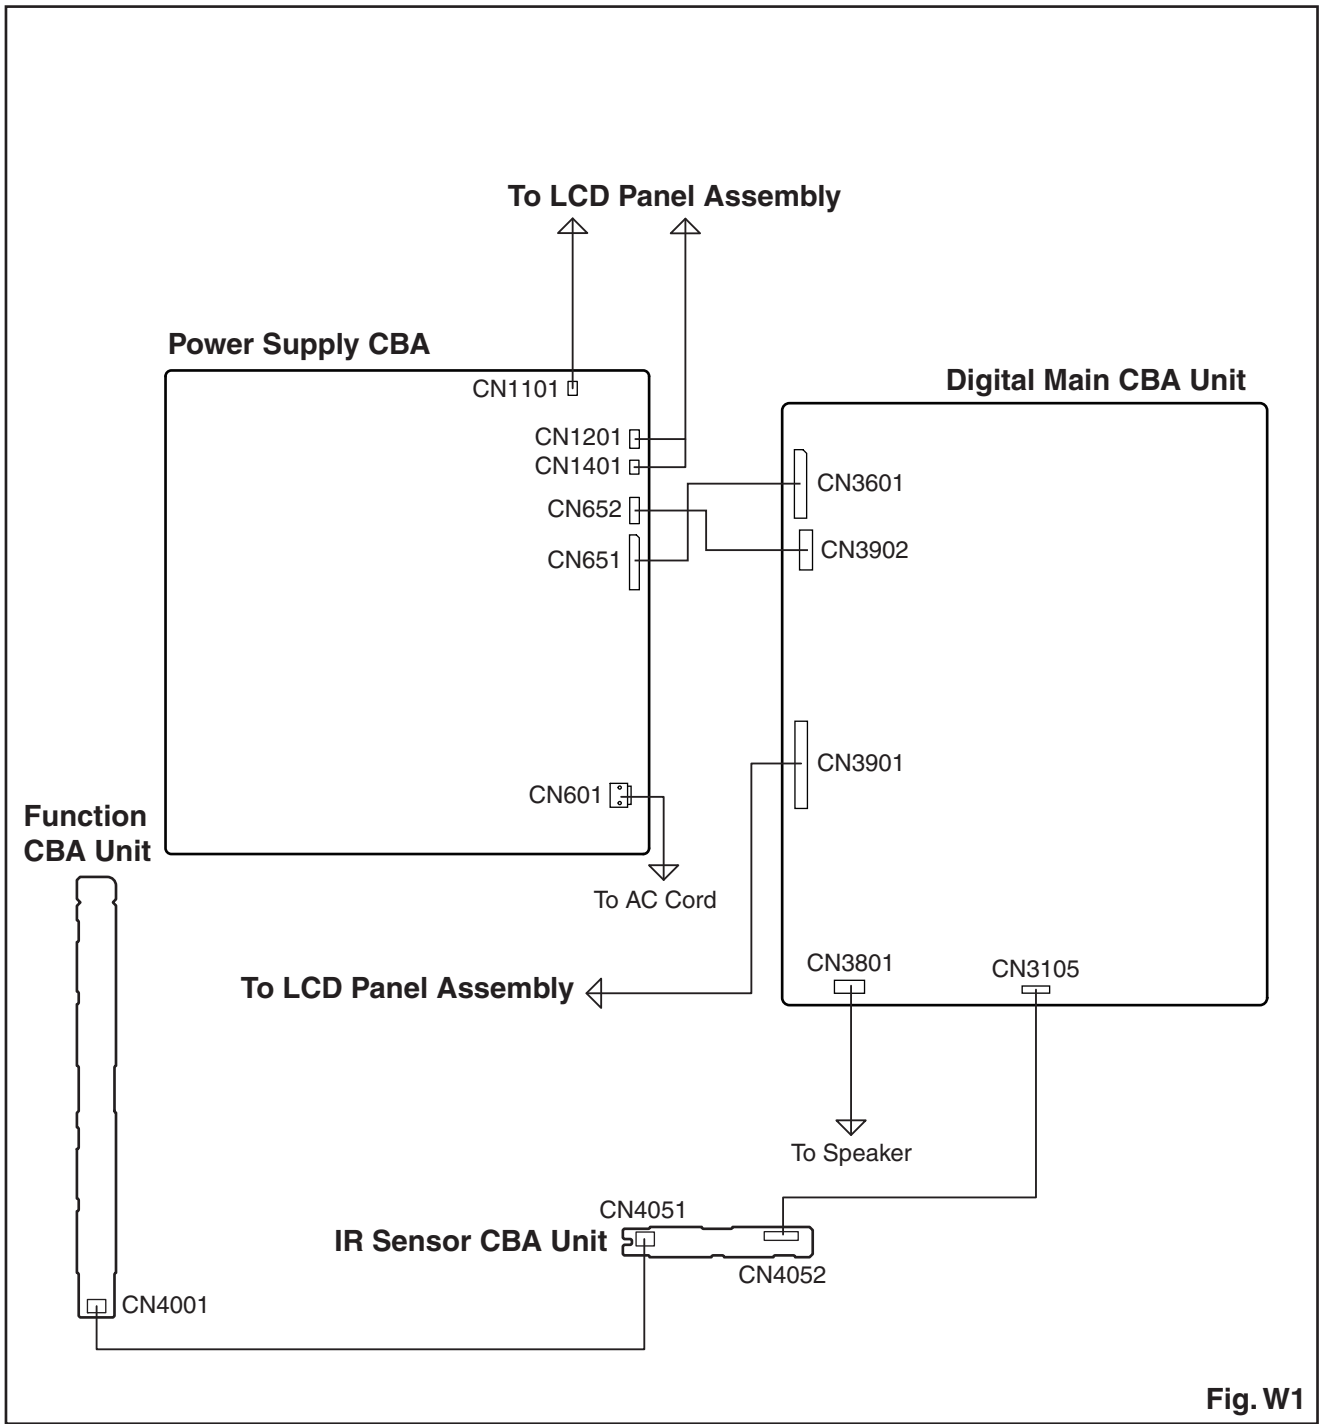 To LCD Panel Assembly
Power Supply CBA
Digital Main CBA Unit
CN1101
CN1201
CN1401
CN652
CN651
CN3601
CN3902
CN3901
CN601
Function
CBA Unit
To AC Cord
To LCD Panel Assembly
CN3801
CN3105
To Speaker
CN4051
IR Sensor CBA Unit
CN4052
CN4001
Fig. W1